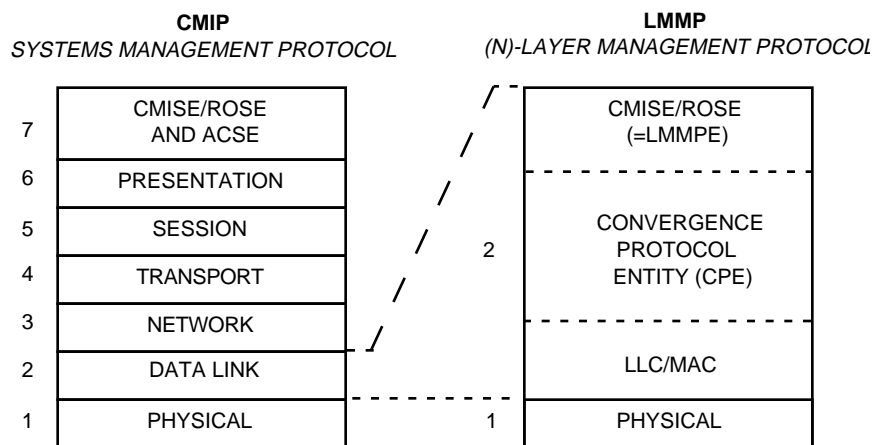 CMIP
SYSTEMS MANAGEMENT PROTOCOL
7
CMISE/ROSE
AND ACSE
6
PRESENTATION
5
SESSION
4
TRANSPORT
3
NETWORK
2
DATA LINK
1
PHYSICAL
LMMP
(N)-LAYER MANAGEMENT PROTOCOL
CMISE/ROSE
(=LMMPE)
2
CONVERGENCE
PROTOCOL
ENTITY (CPE)
LLC/MAC
1
PHYSICAL